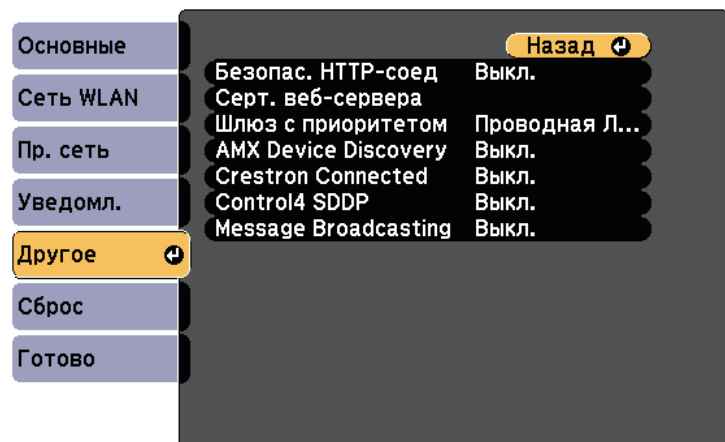 Основные
Сеть WLAN
Пр. сеть
Уведомл.
Другое
Сброс
Готово
Назад
Безопас. HTTP-соед Выкл.
Серт. веб-сервера
Шлюз с приоритетом Проводная Л...
AMX Device Discovery Выкл.
Crestron Connected Выкл.
Control4 SDDP Выкл.
Message Broadcasting Выкл.